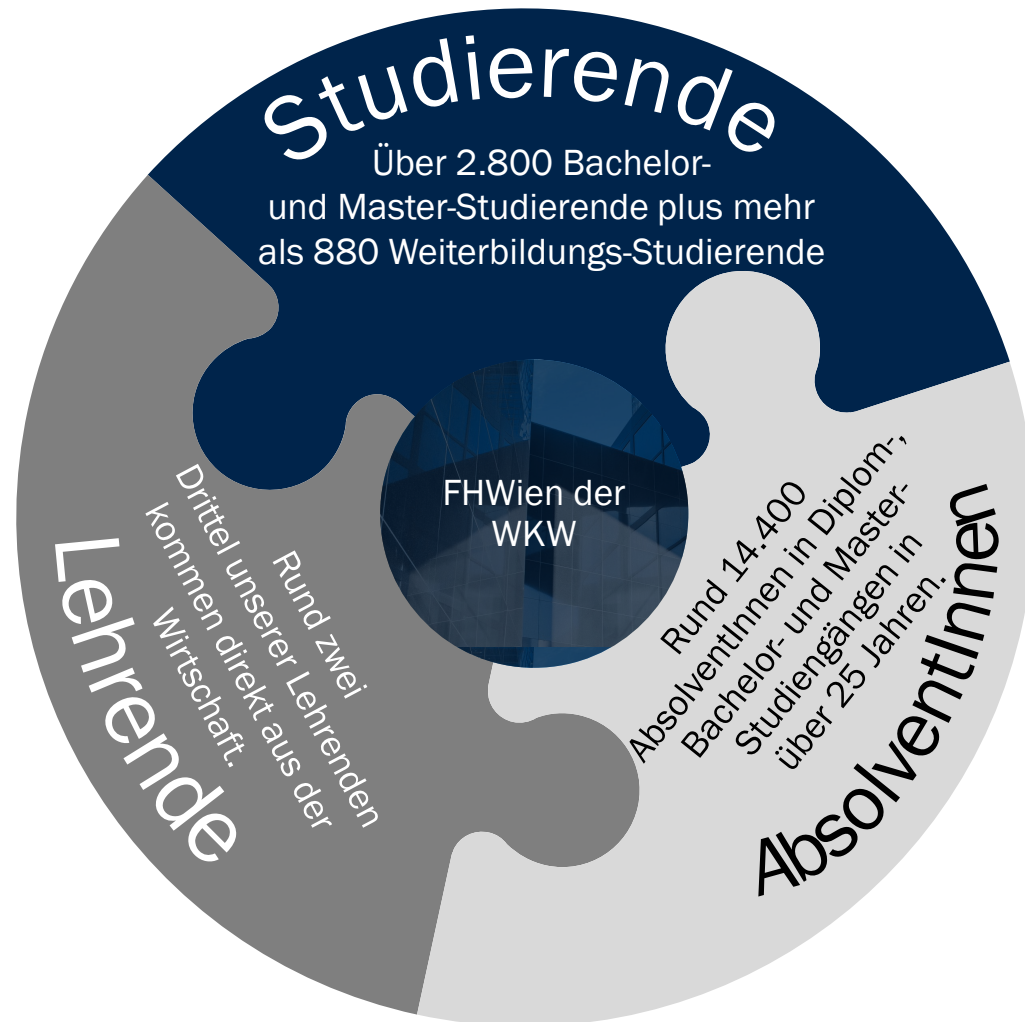 Studierende
Über 2.800 Bachelor-
und Master-Studierende plus mehr
als 880 Weiterbildungs-Studierende
FHWien der
WKW
Rund 14.400
AbsolventInnen in Diplom-,
Bachelor- und Master-
Studiengängen in
über 25 Jahren.
AbsolventInnen
Rund zwei
Drittel unserer Lehrenden
kommen direkt aus der
Wirtschaft.
Lehrende